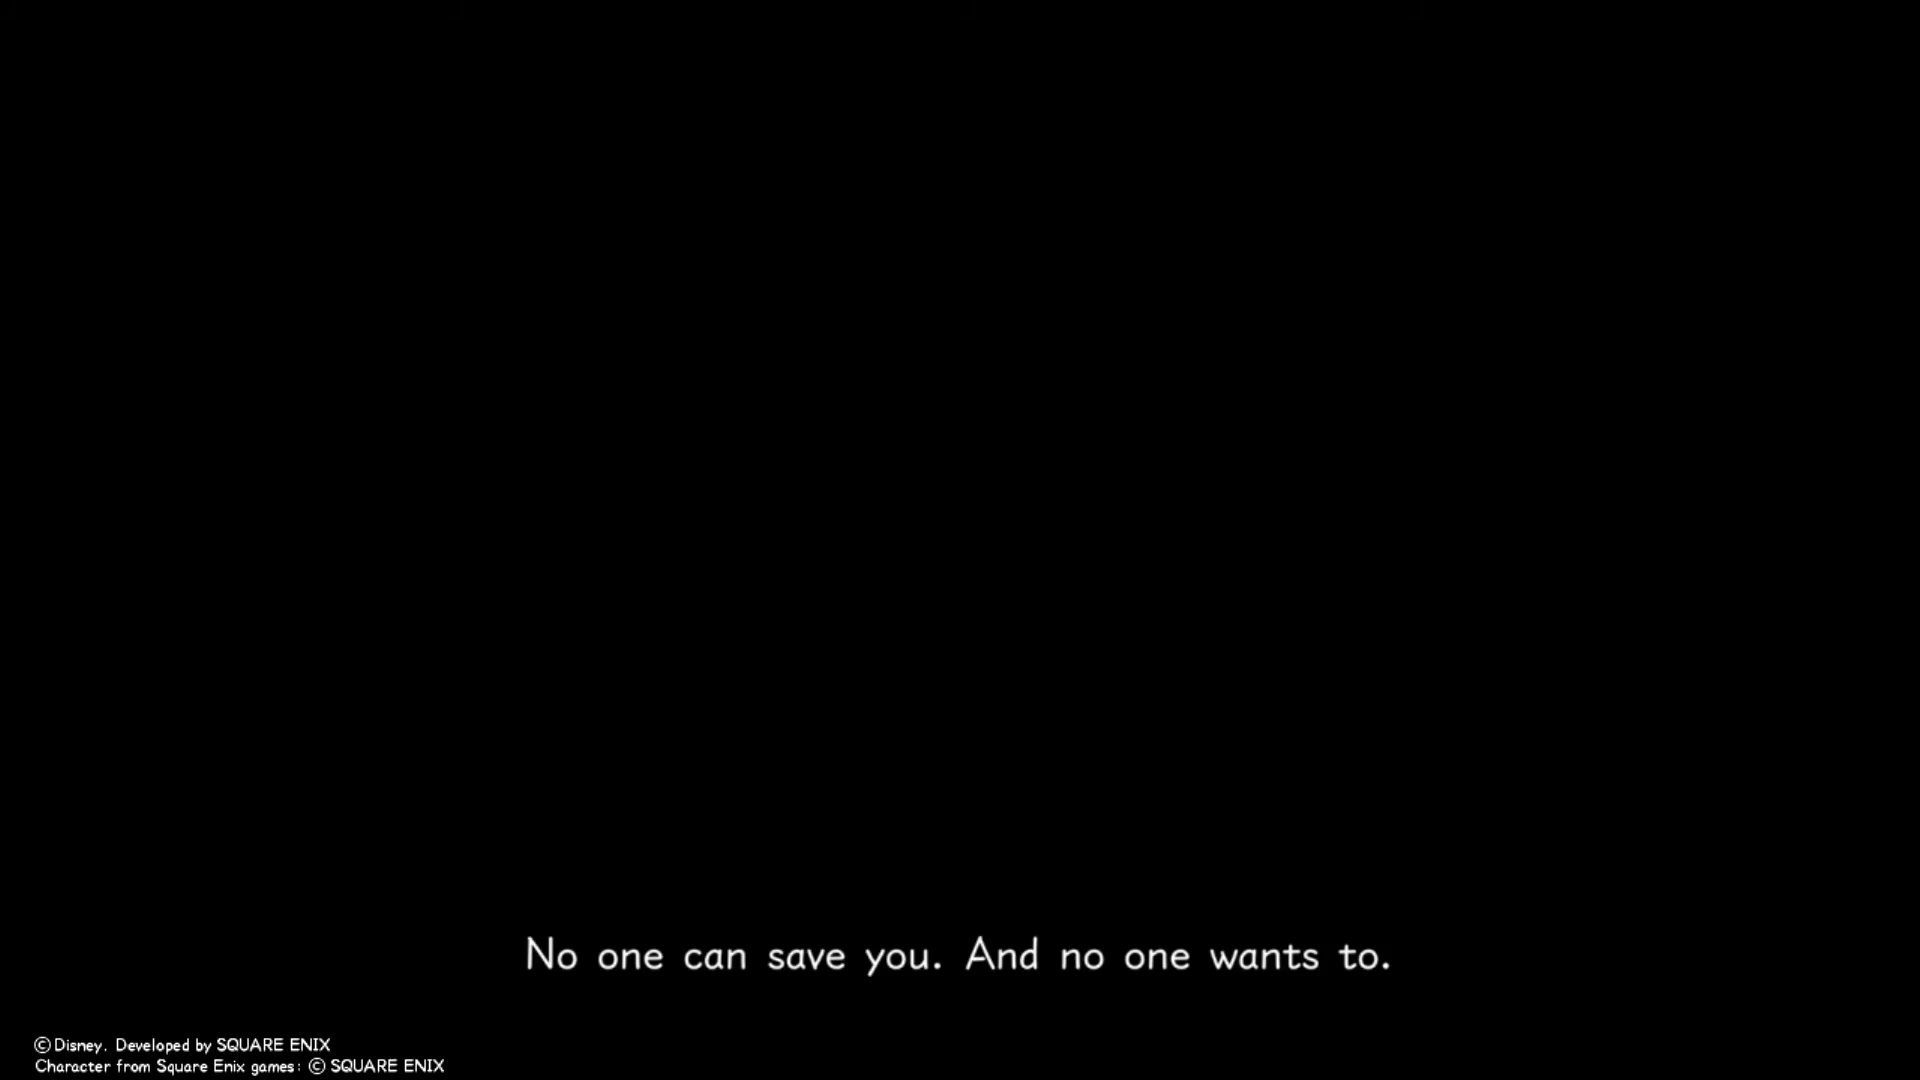 No one can save you. And no one wants to.
©Disney. Developed by SQUARE ENIX
Character from Square Enix games: © SQUARE ENIX